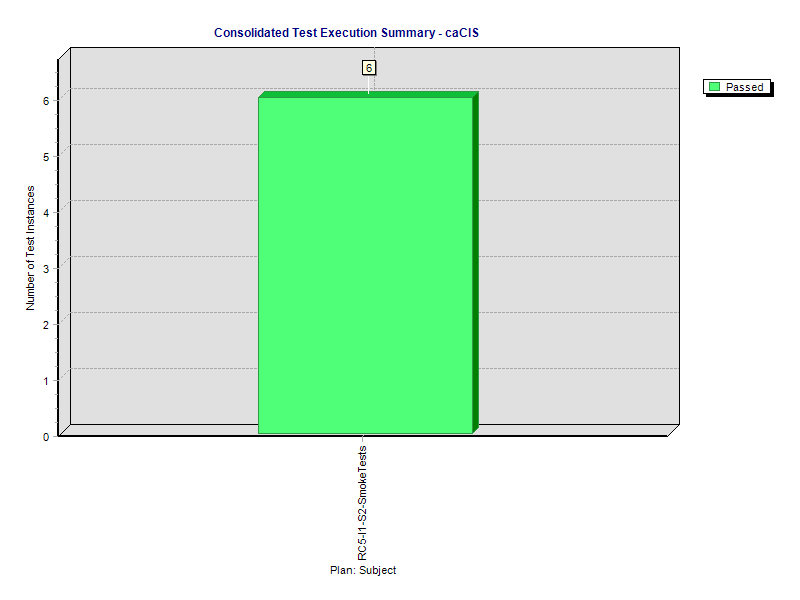 Consolidated Test Execution Summary - caCIS
6
Passed
6
5
4
3
2
1
0
Number of Test Instances
RC5-I1-S2-SmokeTests
Plan: Subject